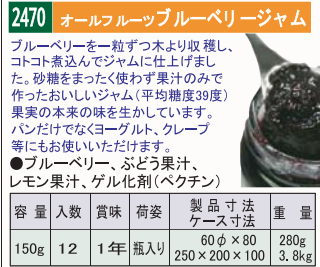 2470 オールフルーツブルーベリージャム
ブルーベリーを一粒ずつ木より収穫し、
コトコト煮込んでジャムに仕上げまし
た。砂糖をまったく使わず果汁のみで
作ったおいしいジャム（平均糖度39度）
果実の本来の味を生かしています。
パンだけでなくヨーグルト、クレープ
等にもお使いいただけます。
●ブルーベリー、ぶどう果汁、
レモン果汁、ゲル化剤（ペクチン）
容量 入数 賞味 荷姿 製品寸法 重量
ケース寸法
150g 12 1年 瓶入り 60φ×80 280g
250×200×100 3.8kg